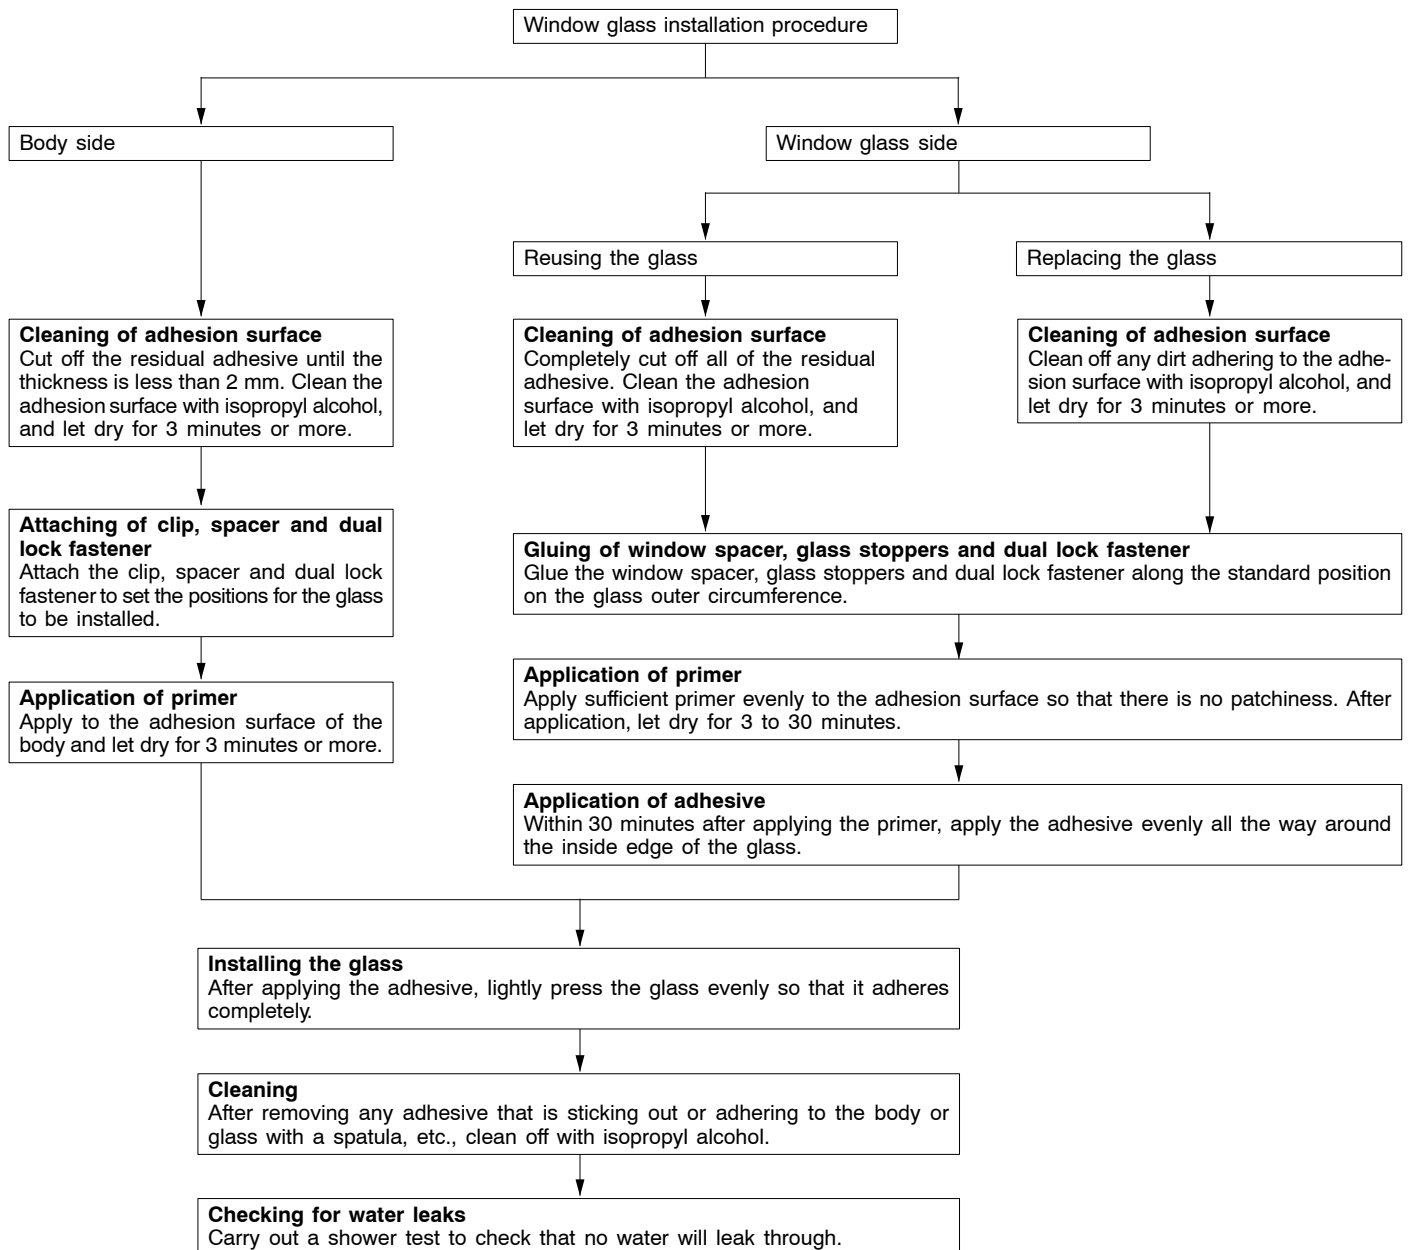 Window glass installation procedure
Body side
Window glass side
Reusing the glass
Replacing the glass
Cleaning of adhesion surface
Cut off the residual adhesive until the
thickness is less than 2 mm. Clean the
adhesion surface with isopropyl alcohol,
and let dry for 3 minutes or more.
Cleaning of adhesion surface
Completely cut off all of the residual
adhesive. Clean the adhesion
surface with isopropyl alcohol, and
let dry for 3 minutes or more.
Cleaning of adhesion surface
Clean off any dirt adhering to the adhe-
sion surface with isopropyl alcohol, and
let dry for 3 minutes or more.
Attaching of clip, spacer and dual
lock fastener
Attach the clip, spacer and dual lock
fastener to set the positions for the glass
to be installed.
Gluing of window spacer, glass stoppers and dual lock fastener
Glue the window spacer, glass stoppers and dual lock fastener along the standard position
on the glass outer circumference.
Application of primer
Apply to the adhesion surface of the
body and let dry for 3 minutes or more.
Application of primer
Apply sufficient primer evenly to the adhesion surface so that there is no patchiness. After
application, let dry for 3 to 30 minutes.
Application of adhesive
Within 30 minutes after applying the primer, apply the adhesive evenly all the way around
the inside edge of the glass.
Installing the glass
After applying the adhesive, lightly press the glass evenly so that it adheres
completely.
Cleaning
After removing any adhesive that is sticking out or adhering to the body or
glass with a spatula, etc., clean off with isopropyl alcohol.
Checking for water leaks
Carry out a shower test to check that no water will leak through.